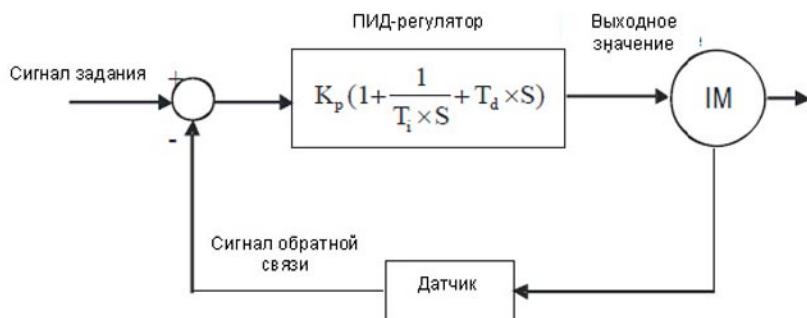 ПИД-регулятор
Выходное
значение
Сигнал задания
+
-
K_p (1 + 1/(T_i × S) + T_d × S)
IM
Сигнал обратной
связи
Датчик